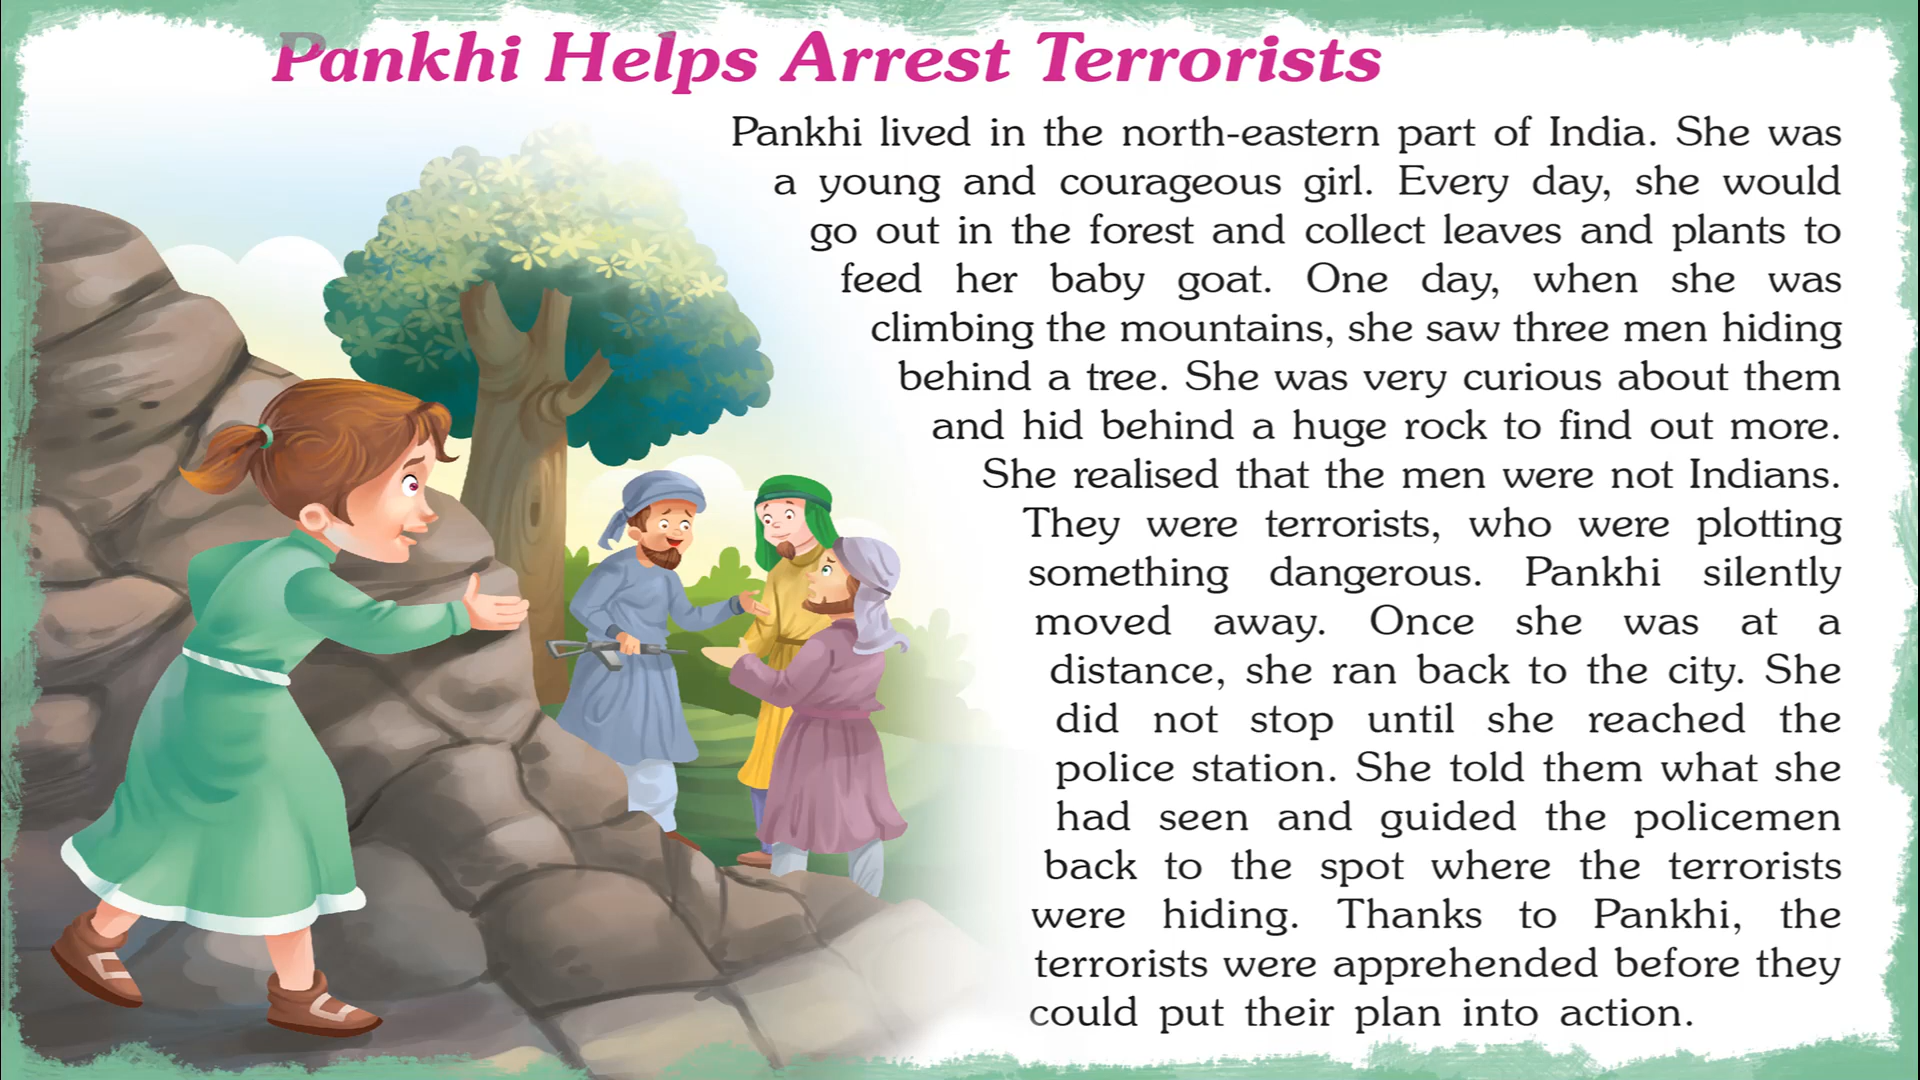 Pankhi Helps Arrest Terrorists
Pankhi lived in the north-eastern part of India. She was
a young and courageous girl. Every day, she would
go out in the forest and collect leaves and plants to
feed her baby goat. One day, when she was
climbing the mountains, she saw three men hiding
behind a tree. She was very curious about them
and hid behind a huge rock to find out more.
She realised that the men were not Indians.
They were terrorists, who were plotting
something dangerous. Pankhi silently
moved away. Once she was at a
distance, she ran back to the city. She
did not stop until she reached the
police station. She told them what she
had seen and guided the policemen
back to the spot where the terrorists
were hiding. Thanks to Pankhi, the
terrorists were apprehended before they
could put their plan into action.